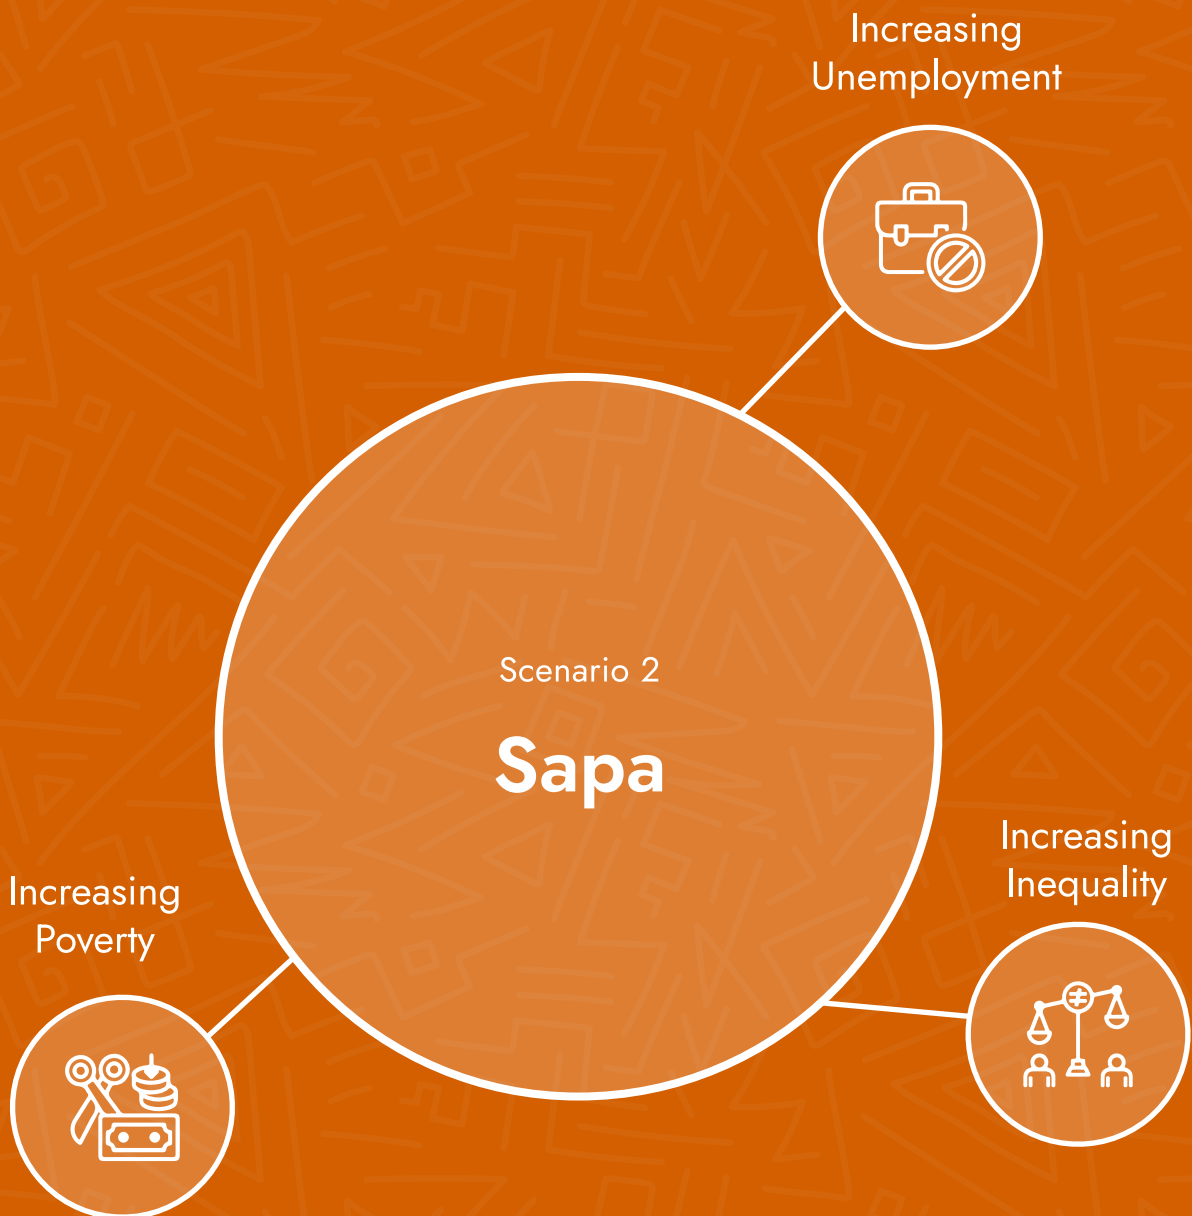 Increasing
Unemployment
Scenario 2
Sapa
Increasing
Inequality
Increasing
Poverty